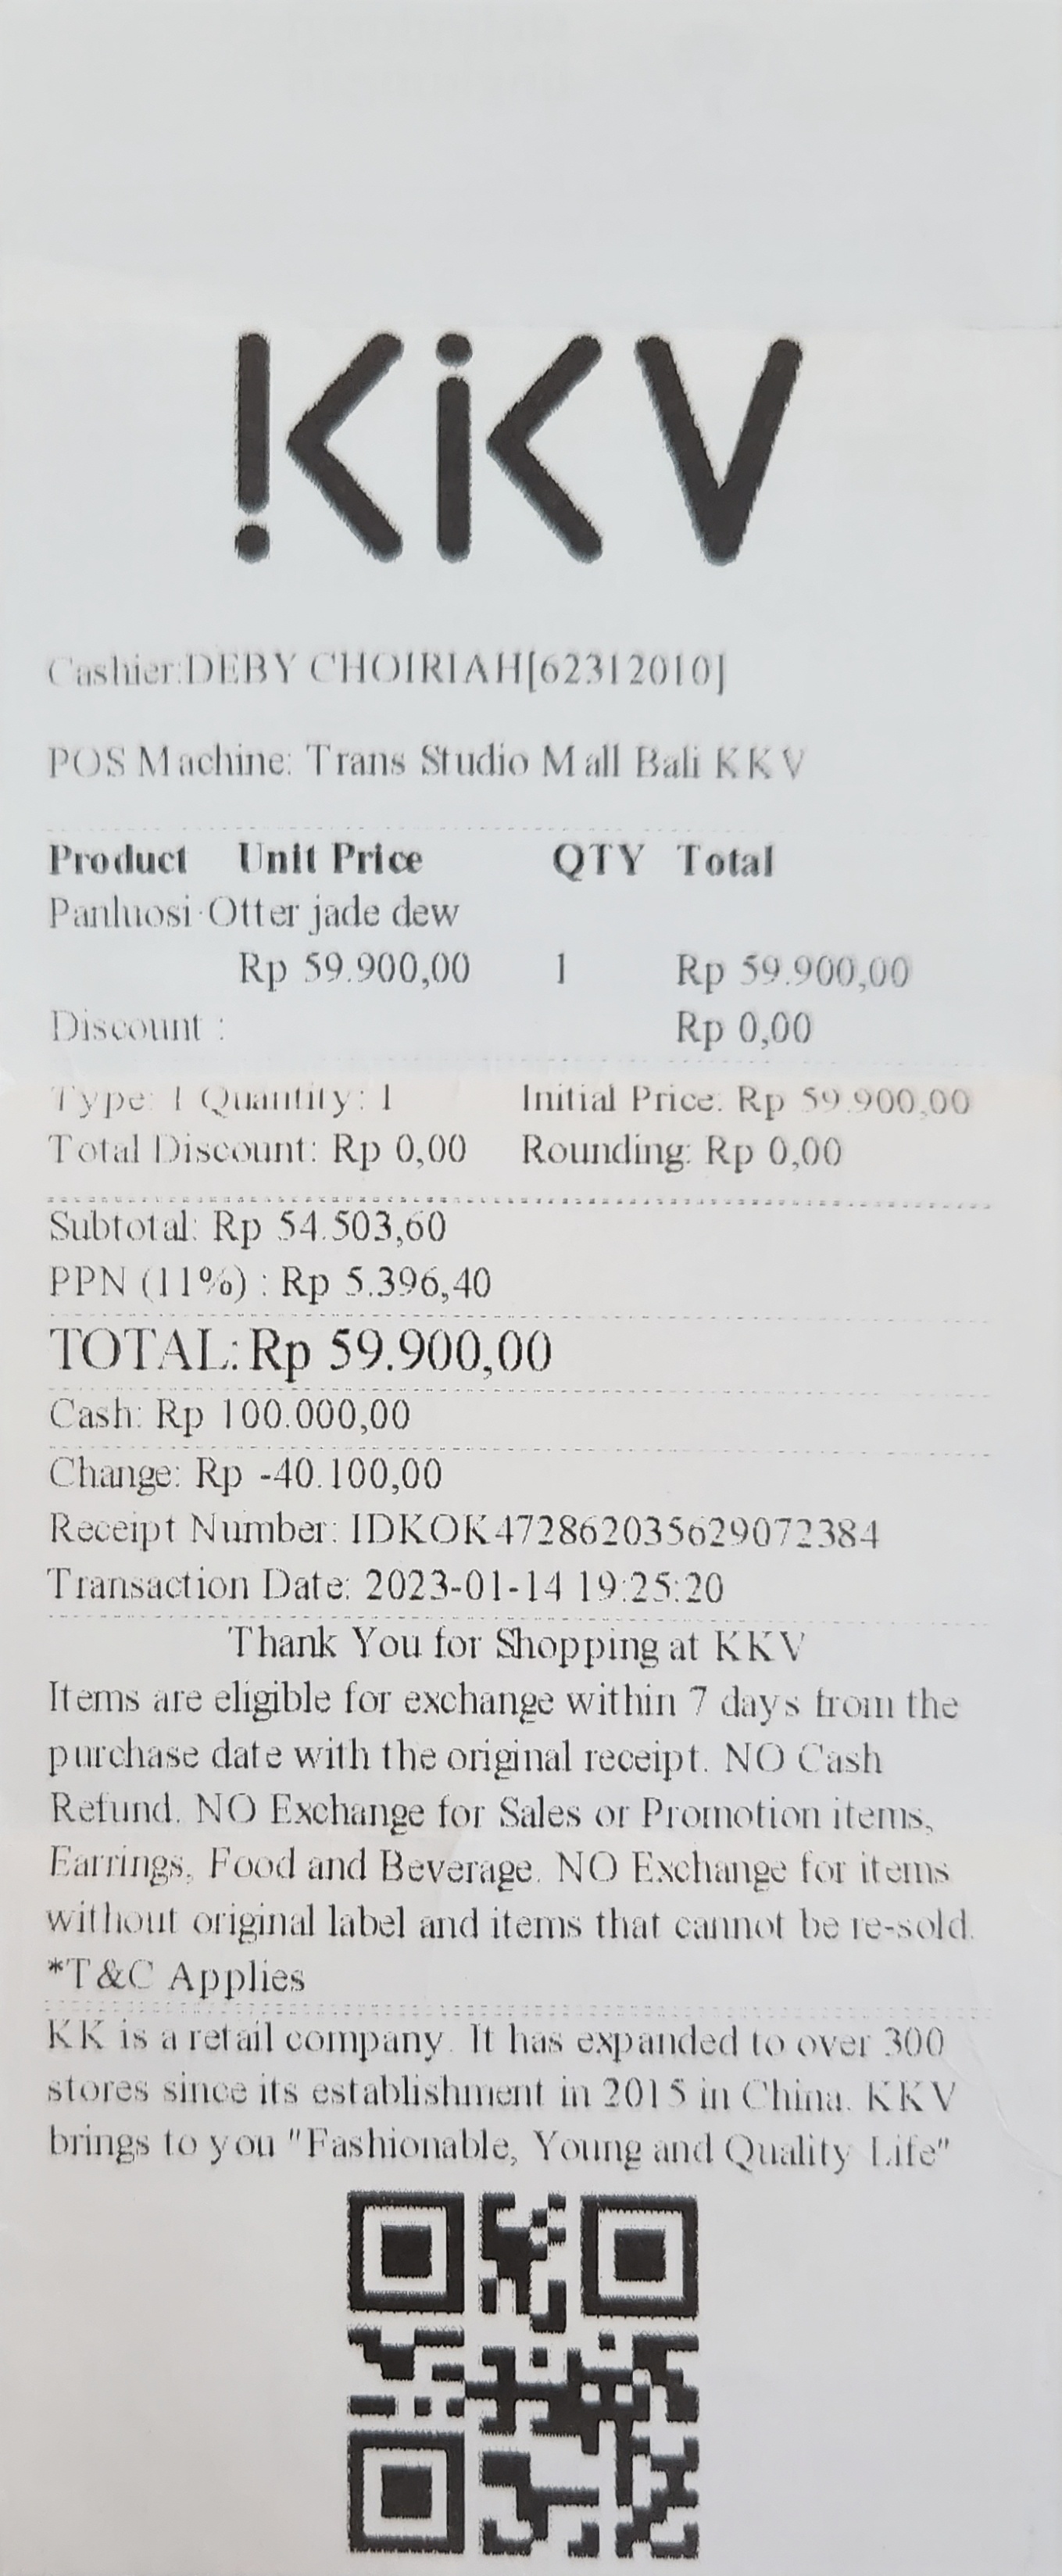 KKV
Cashier:DEBY CHOIRIAH[62312010]
POS Machine: Trans Studio Mall Bali KKV
Product Unit Price QTY Total
Panluosi·Otter jade dew
Rp 59.900,00 1 Rp 59.900,00
Discount : Rp 0,00
Type: 1 Quantity: 1 Initial Price: Rp 59.900,00
Total Discount: Rp 0,00 Rounding: Rp 0,00
Subtotal: Rp 54.503,60
PPN (11%) : Rp 5.396,40
TOTAL: Rp 59.900,00
Cash: Rp 100.000,00
Change: Rp -40.100,00
Receipt Number: IDKOK472862035629072384
Transaction Date: 2023-01-14 19:25:20
Thank You for Shopping at KKV
Items are eligible for exchange within 7 days from the
purchase date with the original receipt. NO Cash
Refund. NO Exchange for Sales or Promotion items,
Earrings, Food and Beverage. NO Exchange for items
without original label and items that cannot be re-sold.
*T&C Applies
KK is a retail company. It has expanded to over 300
stores since its establishment in 2015 in China. KKV
brings to you "Fashionable, Young and Quality Life"